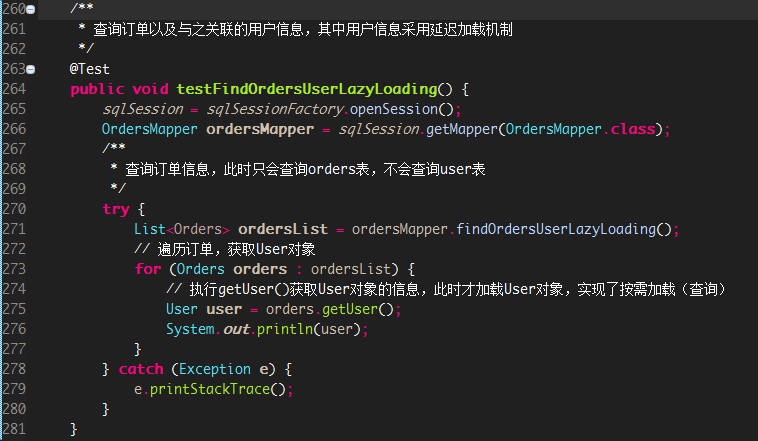 260 /**
261  * 查询订单以及与之关联的用户信息，其中用户信息采用延迟加载机制
262  */
263 @Test
264 public void testFindOrdersUserLazyLoading() {
265     sqlSession = sqlSessionFactory.openSession();
266     OrdersMapper ordersMapper = sqlSession.getMapper(OrdersMapper.class);
267     /**
268      * 查询订单信息，此时只会查询orders表，不会查询user表
269      */
270     try {
271         List<Orders> ordersList = ordersMapper.findOrdersUserLazyLoading();
272         // 遍历订单，获取User对象
273         for (Orders orders : ordersList) {
274             // 执行getUser()获取User对象的信息，此时才加载User对象，实现了按需加载（查询）
275             User user = orders.getUser();
276             System.out.println(user);
277         }
278     } catch (Exception e) {
279         e.printStackTrace();
280     }
281 }